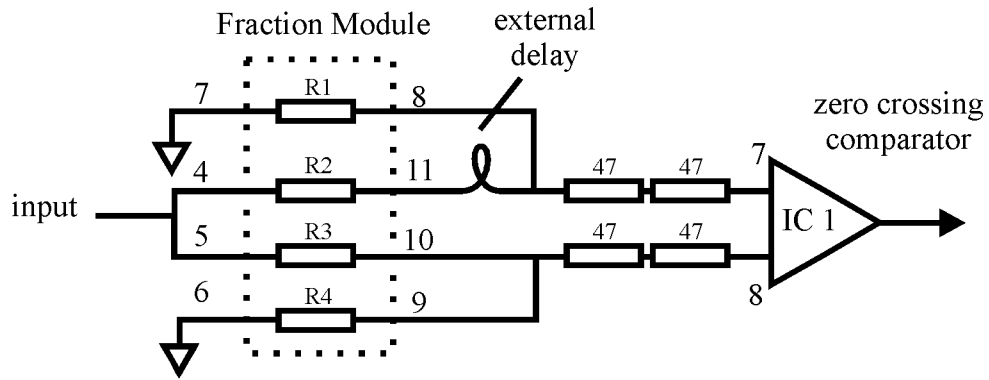 Fraction Module
external
delay
zero crossing
comparator
7 R1 8
4 R2 11 47 47 7
input
IC 1
5 R3 10 47 47
8
6 R4 9